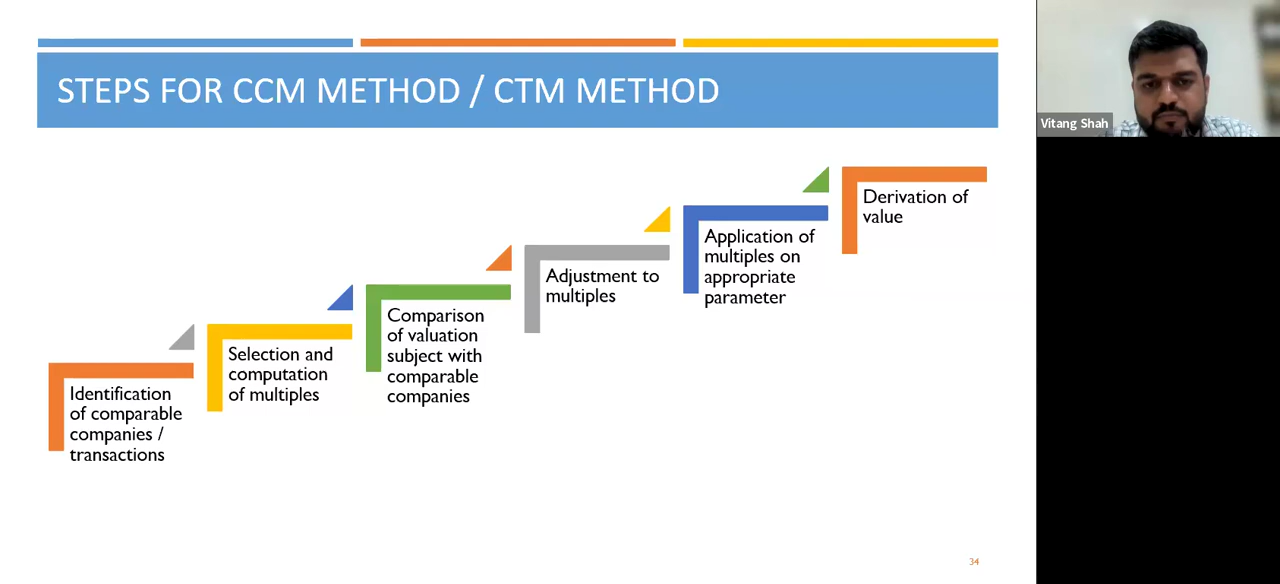 STEPS FOR CCM METHOD / CTM METHOD
Vitang Shah
Identification
of comparable
companies /
transactions
Selection and
computation
of multiples
Comparison
of valuation
subject with
comparable
companies
Adjustment to
multiples
Application of
multiples on
appropriate
parameter
Derivation of
value
34